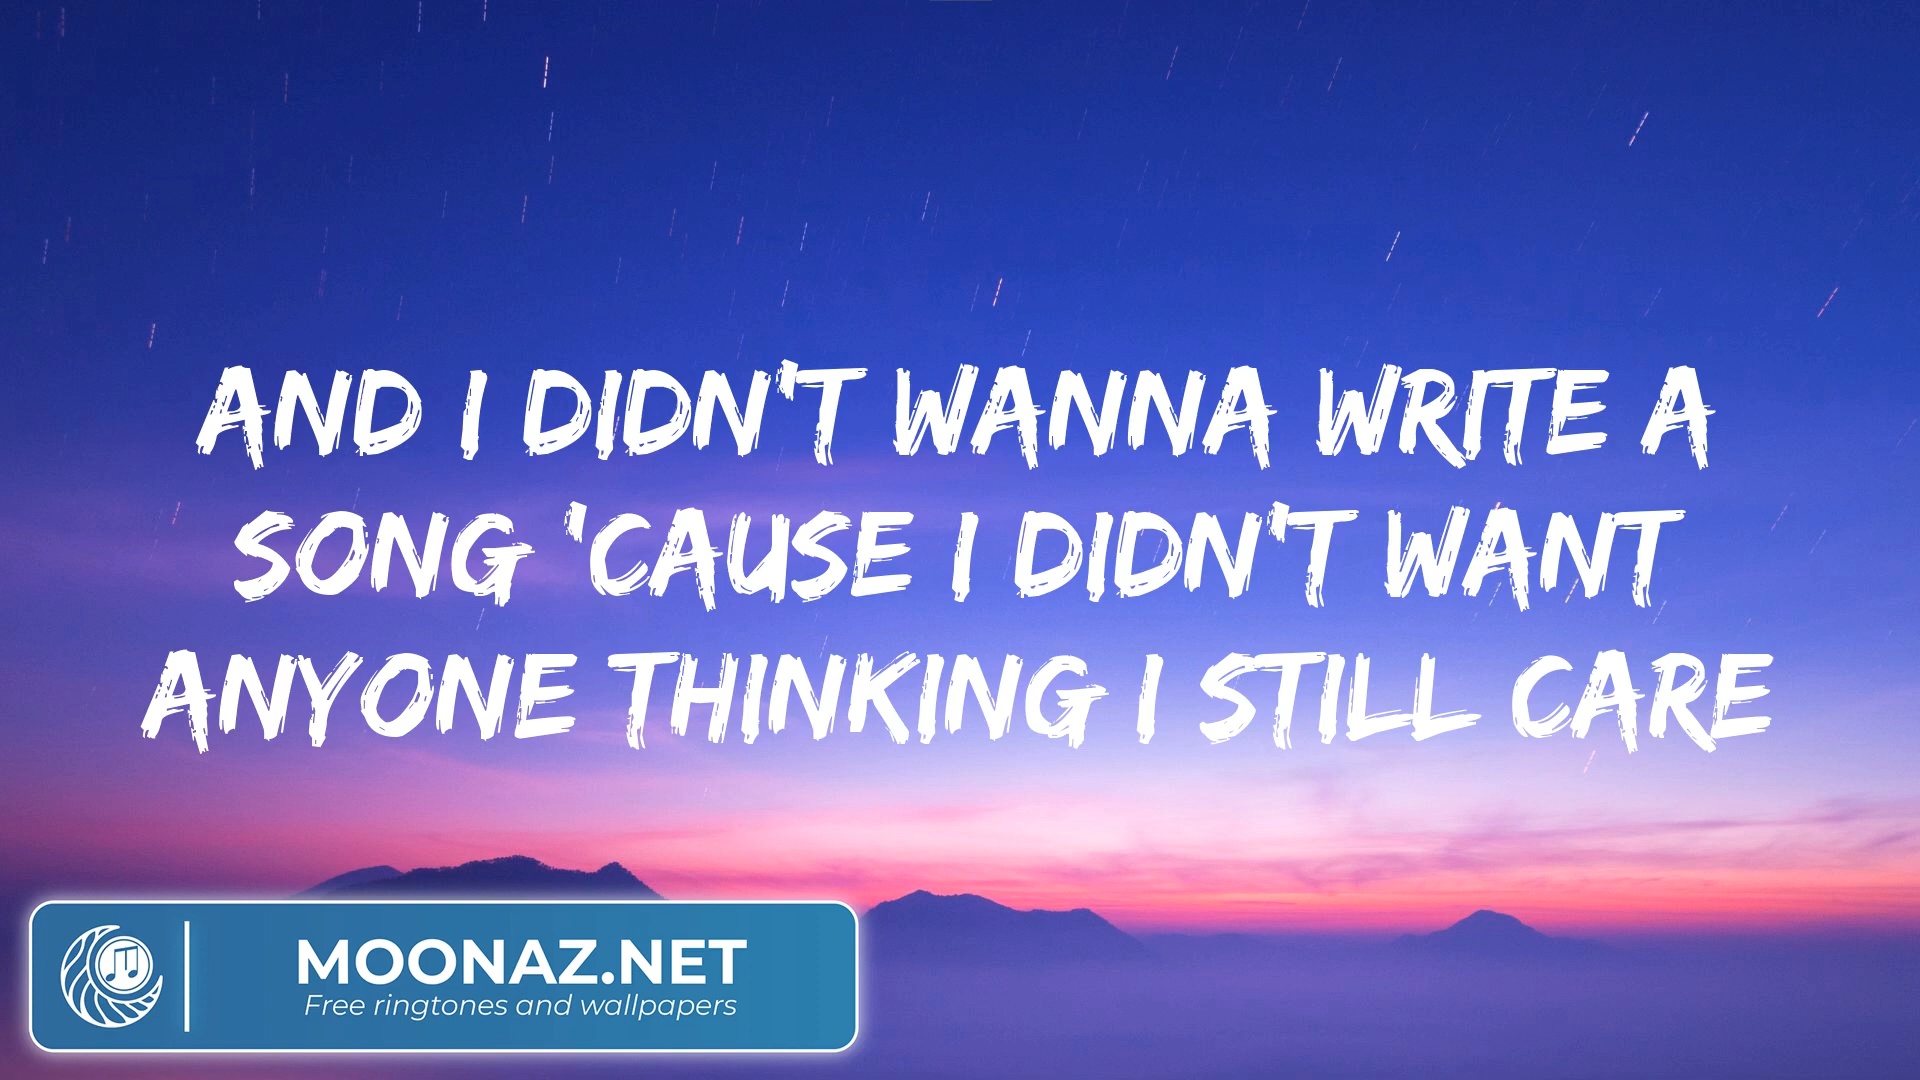 AND I DIDN'T WANNA WRITE A
SONG 'CAUSE I DIDN'T WANT
ANYONE THINKING I STILL CARE
MOONAZ.NET
Free ringtones and wallpapers